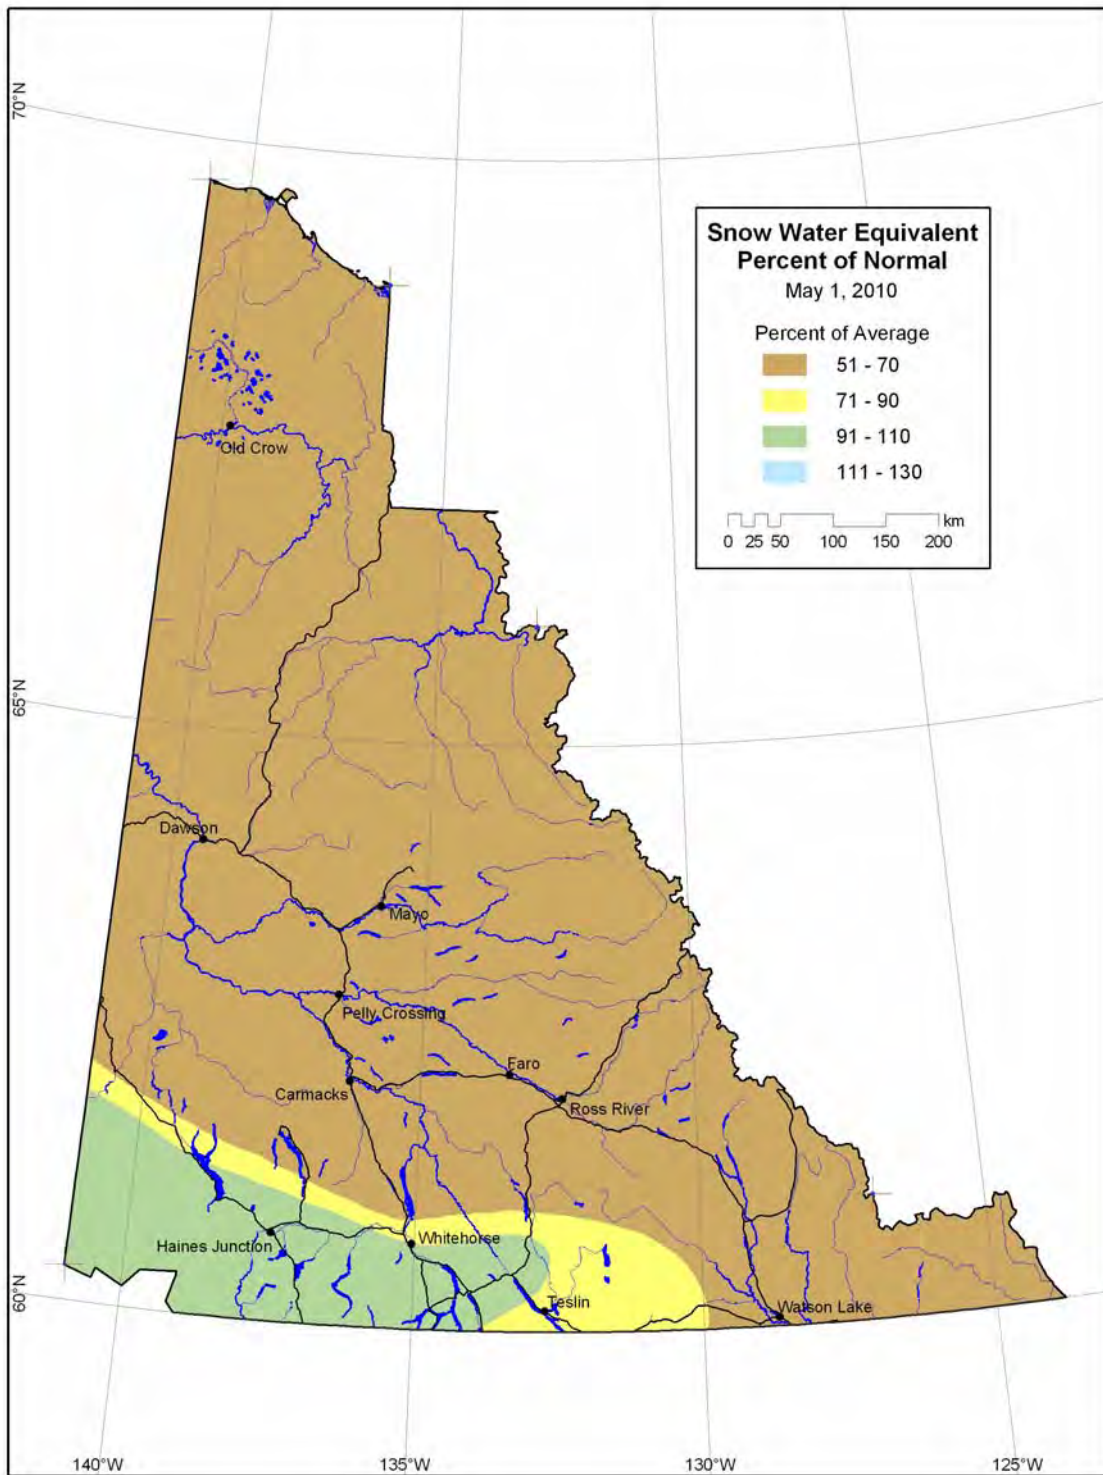 70°N
65°N
60°N
140°W
135°W
130°W
125°W
Snow Water Equivalent
Percent of Normal
May 1, 2010
Percent of Average
51 - 70
71 - 90
91 - 110
111 - 130
km
0 25 50 100 150 200
Old Crow
Dawson
Mayo
Pelly Crossing
Faro
Carmacks
Ross River
Whitehorse
Haines Junction
Teslin
Watson Lake